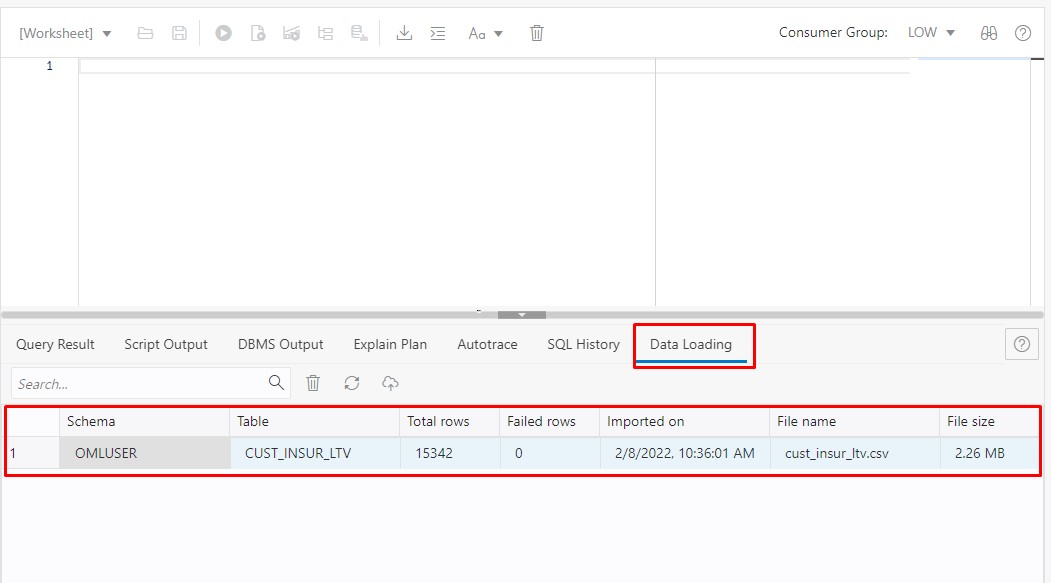 [Worksheet] Aa Consumer Group: LOW
1
Query Result Script Output DBMS Output Explain Plan Autotrace SQL History Data Loading
Search...
Schema Table Total rows Failed rows Imported on File name File size
1 OMLUSER CUST_INSUR_LTV 15342 0 2/8/2022, 10:36:01 AM cust_insur_ltv.csv 2.26 MB